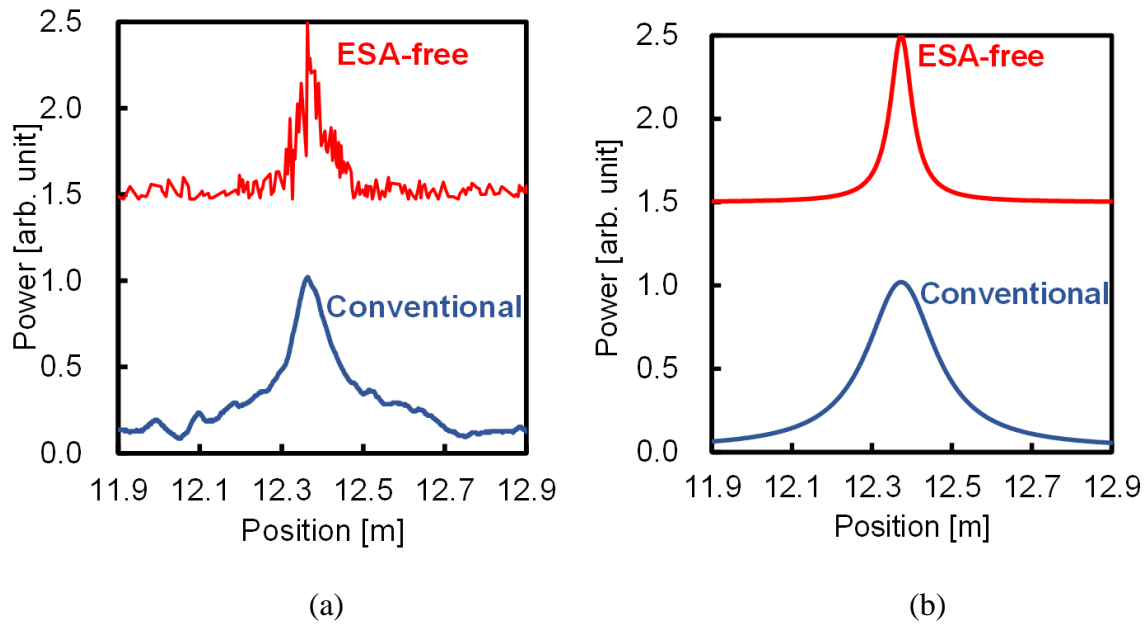 2.5
2.0
1.5
1.0
0.5
0.0
Power [arb. unit]
ESA-free
Conventional
11.9 12.1 12.3 12.5 12.7 12.9
Position [m]
(a)
2.5
2.0
1.5
1.0
0.5
0.0
Power [arb. unit]
ESA-free
Conventional
11.9 12.1 12.3 12.5 12.7 12.9
Position [m]
(b)